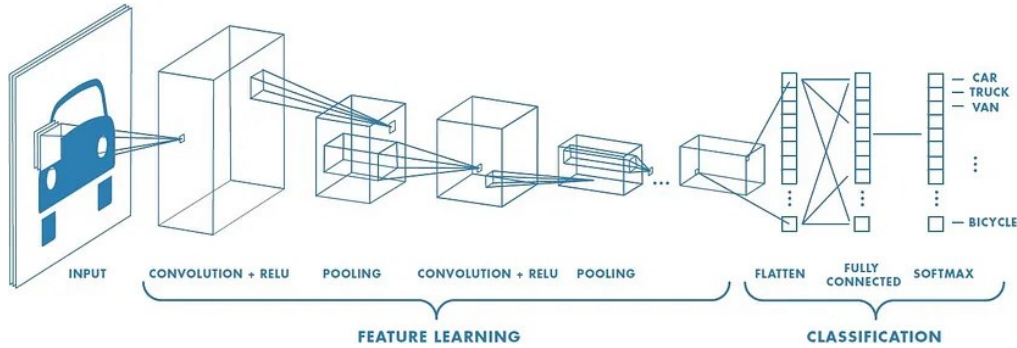 CAR
TRUCK
VAN
BICYCLE
INPUT
CONVOLUTION + RELU
POOLING
CONVOLUTION + RELU
POOLING
FLATTEN
FULLY
CONNECTED
SOFTMAX
FEATURE LEARNING
CLASSIFICATION